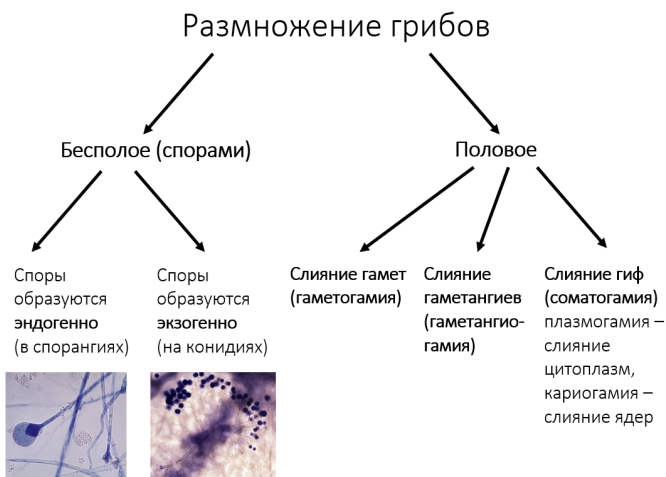 Размножение грибов
Бесполое (спорами)
Половое
Споры
образуются
эндогенно
(в спорангиях)
Споры
образуются
экзогенно
(на конидиях)
Слияние гамет
(гаметогамия)
Слияние
гаметангиев
(гаметангио-
гамия)
Слияние гиф
(соматогамия)
плазмогамия –
слияние
цитоплазм,
кариогамия –
слияние ядер